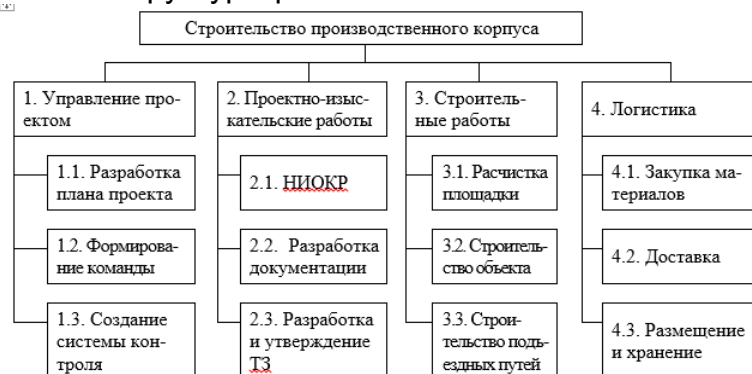 Строительство производственного корпуса
1. Управление про-
ектом
1.1. Разработка
плана проекта
1.2. Формирова-
ние команды
1.3. Создание
системы кон-
троля
2. Проектно-изыс-
кательские работы
2.1. НИОКР
2.2. Разработка
документации
2.3. Разработка
и утверждение
ТЗ
3. Строитель-
ные работы
3.1. Расчистка
площадки
3.2. Строитель-
ство объекта
3.3. Строи-
тельство подъ-
ездных путей
4. Логистика
4.1. Закупка ма-
териалов
4.2. Доставка
4.3. Размещение
и хранение